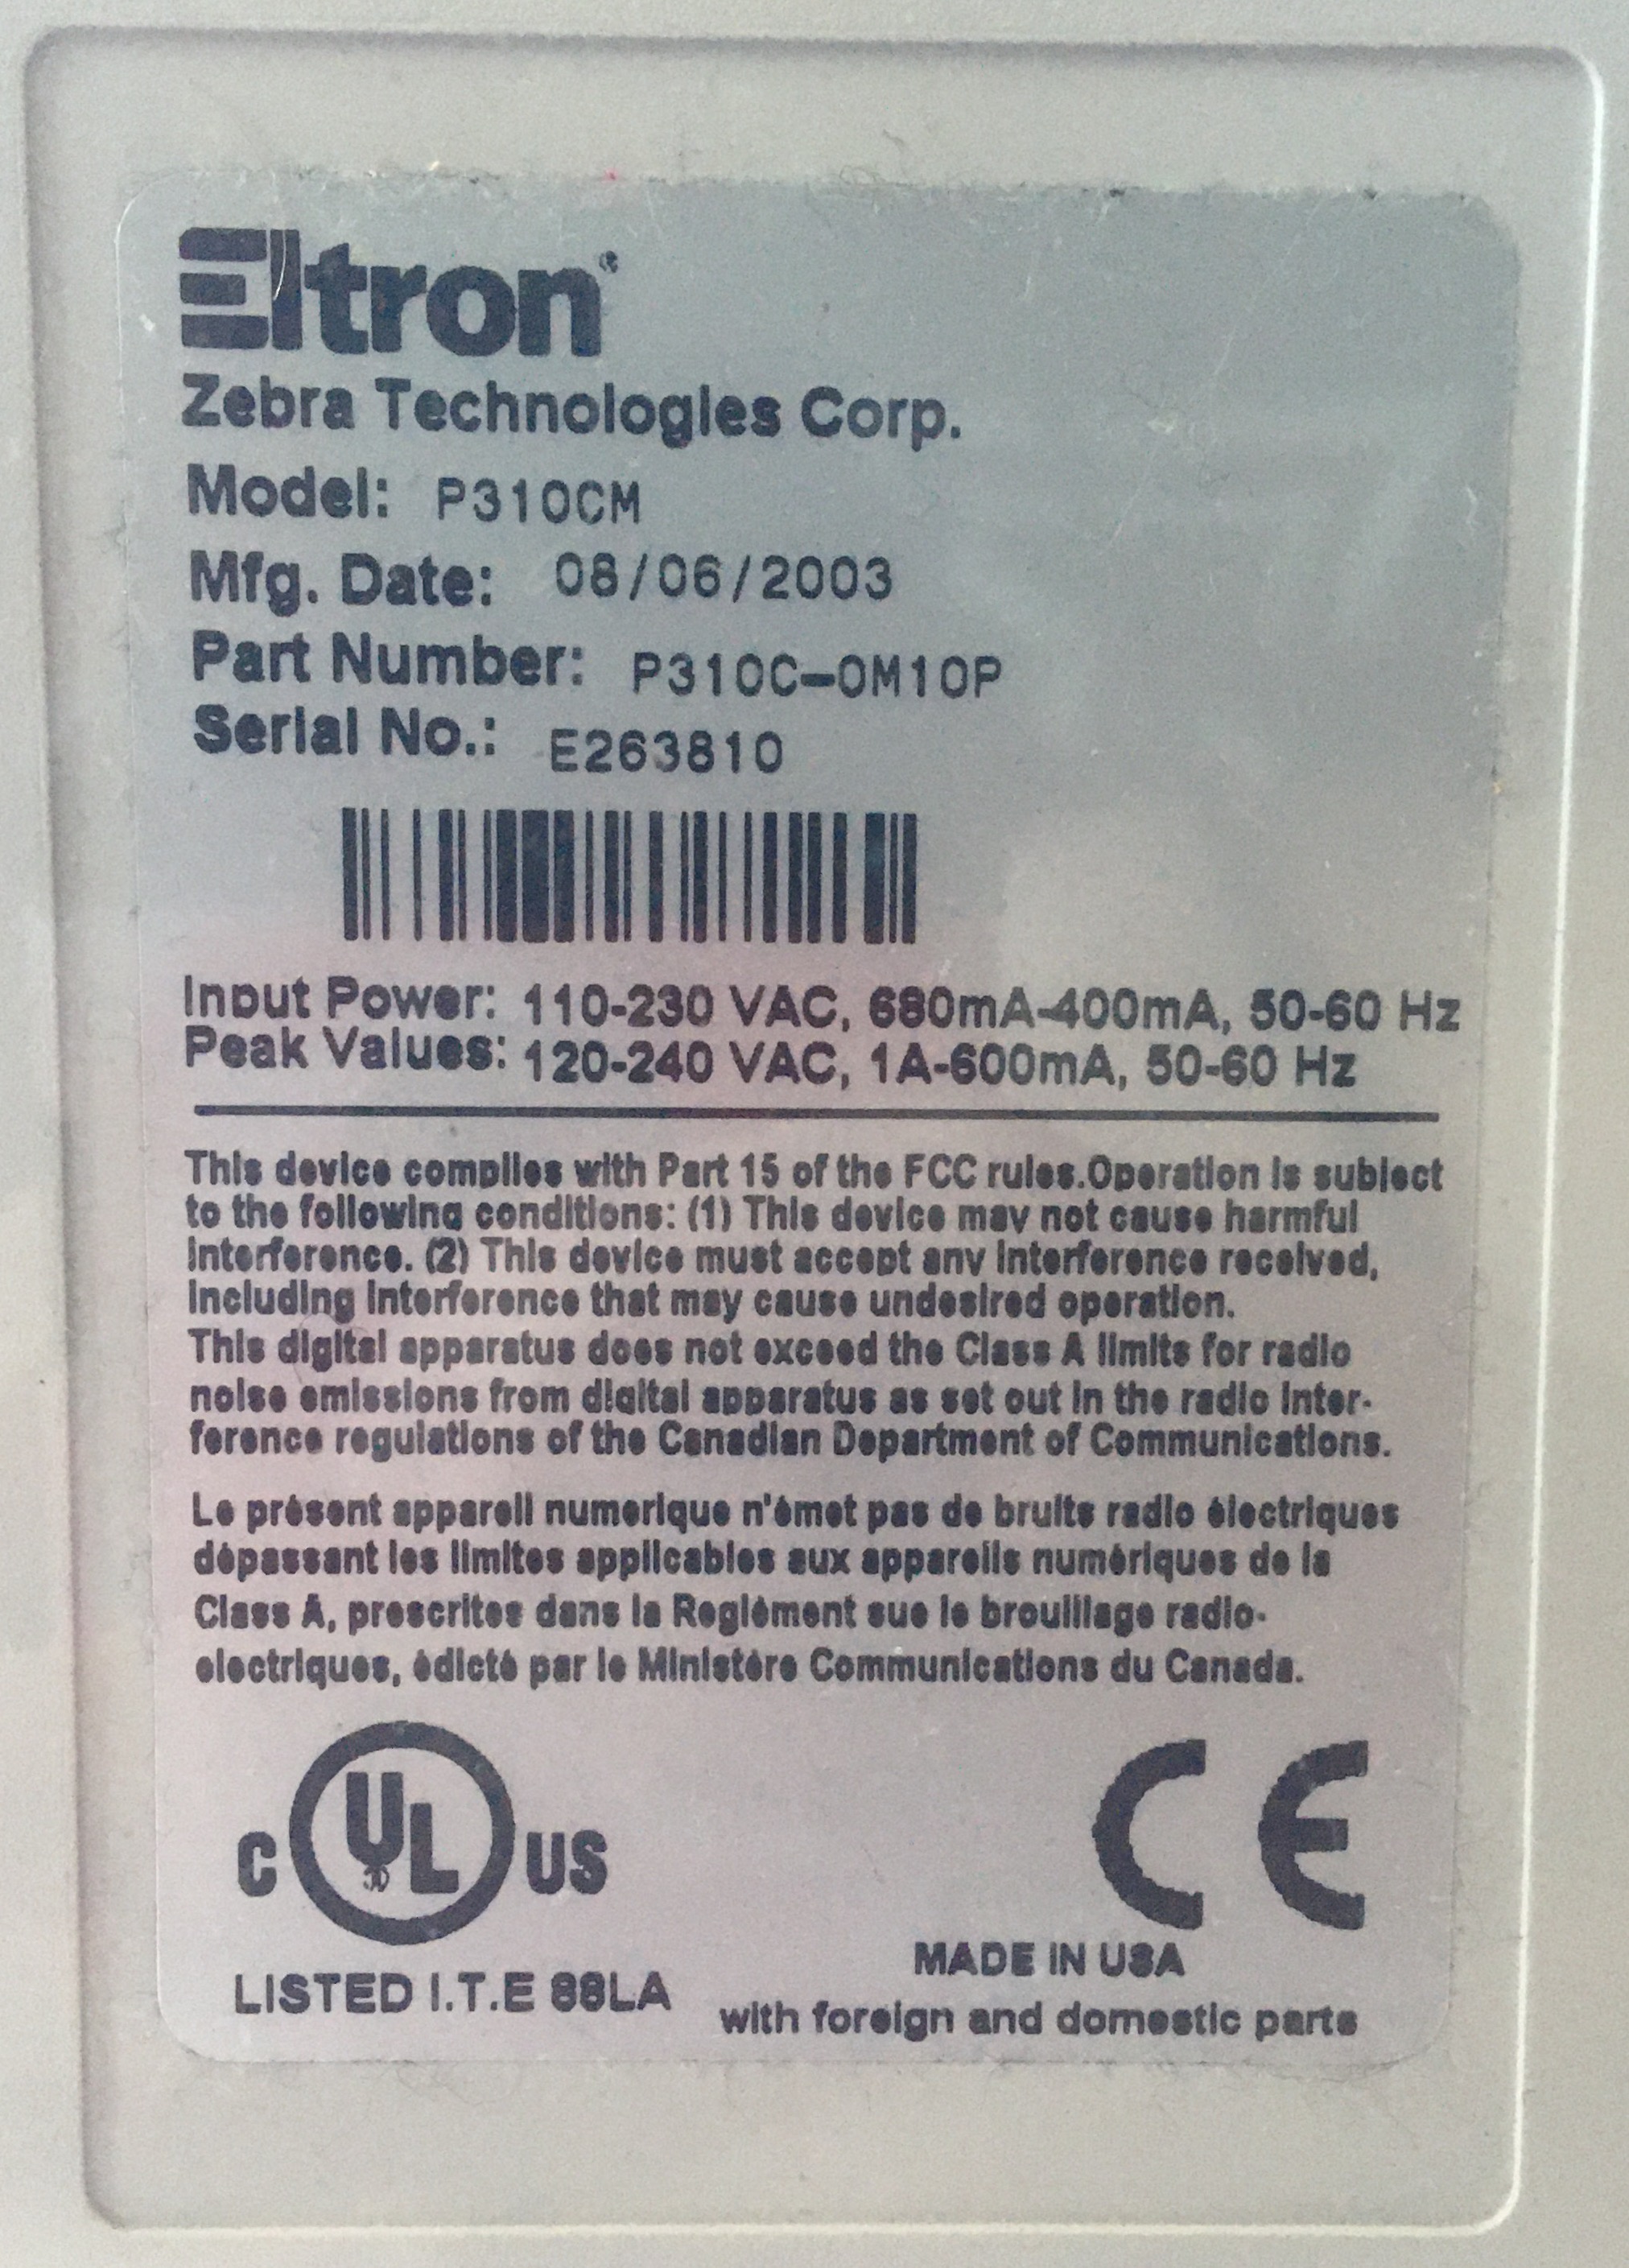 Eltron®
Zebra Technologies Corp.
Model: P310CM
Mfg. Date: 08/06/2003
Part Number: P310C-0M10P
Serial No.: E263810
Input Power: 110-230 VAC, 680mA-400mA, 50-60 Hz
Peak Values: 120-240 VAC, 1A-600mA, 50-60 Hz
This device complies with Part 15 of the FCC rules.Operation is subject
to the following conditions: (1) This device may not cause harmful
interference. (2) This device must accept any interference received,
including interference that may cause undesired operation.
This digital apparatus does not exceed the Class A limits for radio
noise emissions from digital apparatus as set out in the radio inter-
ference regulations of the Canadian Department of Communications.
Le présent appareil numerique n'émet pas de bruits radio électriques
dépassant les limites applicables aux appareils numériques de la
Class A, prescrites dans la Reglément sue le brouillage radio-
electriques, édicté par le Ministère Communications du Canada.
C UL US
CE
LISTED I.T.E 88LA
MADE IN USA
with foreign and domestic parts